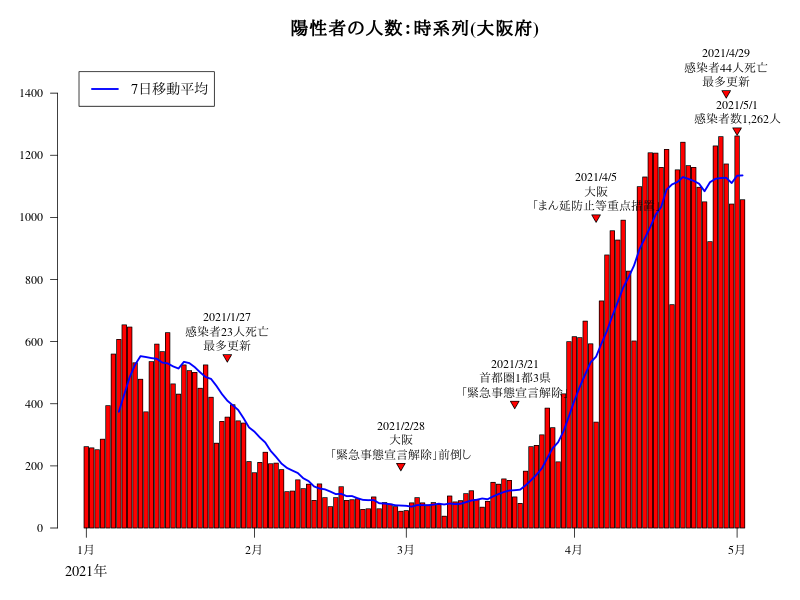 陽性者の人数：時系列(大阪府)
2021/4/29
感染者44人死亡
最多更新
7日移動平均
2021/5/1
感染者数1,262人
2021/4/5
大阪
「まん延防止等重点措置」
2021/1/27
感染者23人死亡
最多更新
2021/3/21
首都圏1都3県
「緊急事態宣言解除」
2021/2/28
大阪
「緊急事態宣言解除」前倒し
1400
1200
1000
800
600
400
200
0
1月
2月
3月
4月
5月
2021年